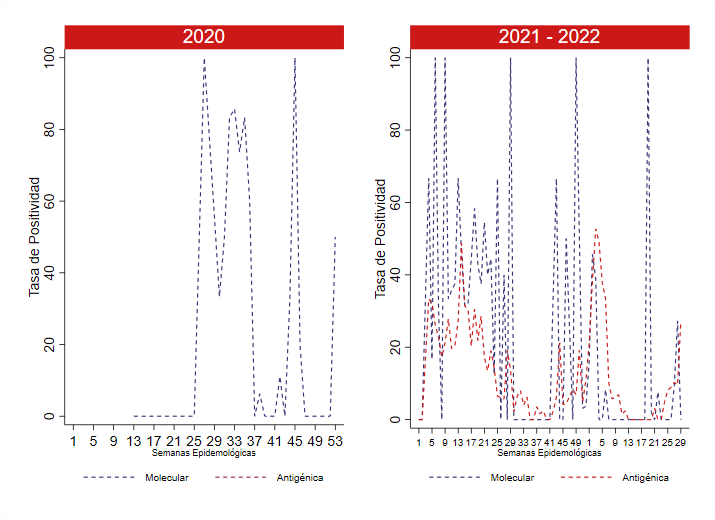 2020
Tasa de Positividad
100
80
60
40
20
0
1 5 9 13 17 21 25 29 33 37 41 45 49 53
Semanas Epidemológicas
Molecular Antigénica
2021 - 2022
Tasa de Positividad
100
80
60
40
20
0
1 5 9 13 17 21 25 29 33 37 41 45 49 1 5 9 13 17 21 25 29
Semanas Epidemológicas
Molecular Antigénica